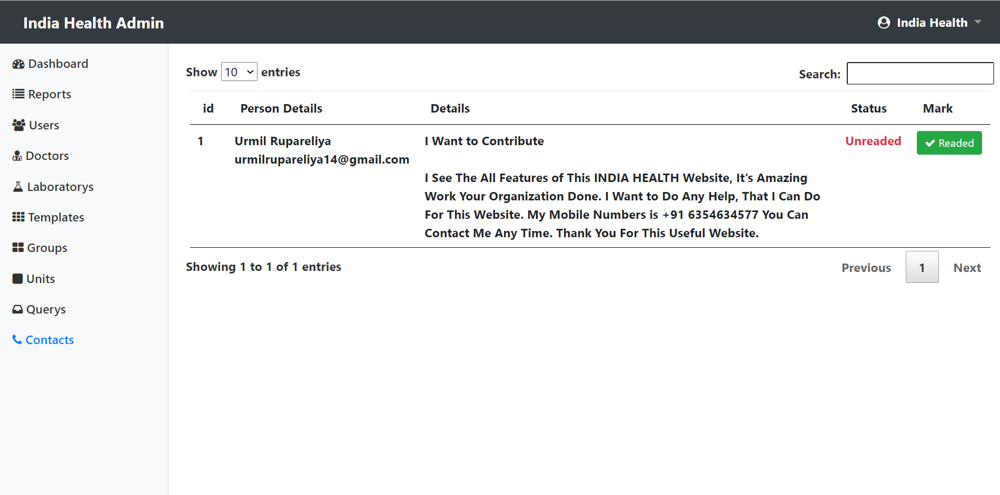 India Health Admin
India Health
Dashboard
Reports
Users
Doctors
Laboratorys
Templates
Groups
Units
Querys
Contacts
Show 10 entries
Search:
id Person Details Details Status Mark
1 Urmil Rupareliya I Want to Contribute Unreaded Readed
urmilrupareliya14@gmail.com
I See The All Features of This INDIA HEALTH Website, It's Amazing
Work Your Organization Done. I Want to Do Any Help, That I Can Do
For This Website. My Mobile Numbers is +91 6354634577 You Can
Contact Me Any Time. Thank You For This Useful Website.
Showing 1 to 1 of 1 entries
Previous 1 Next